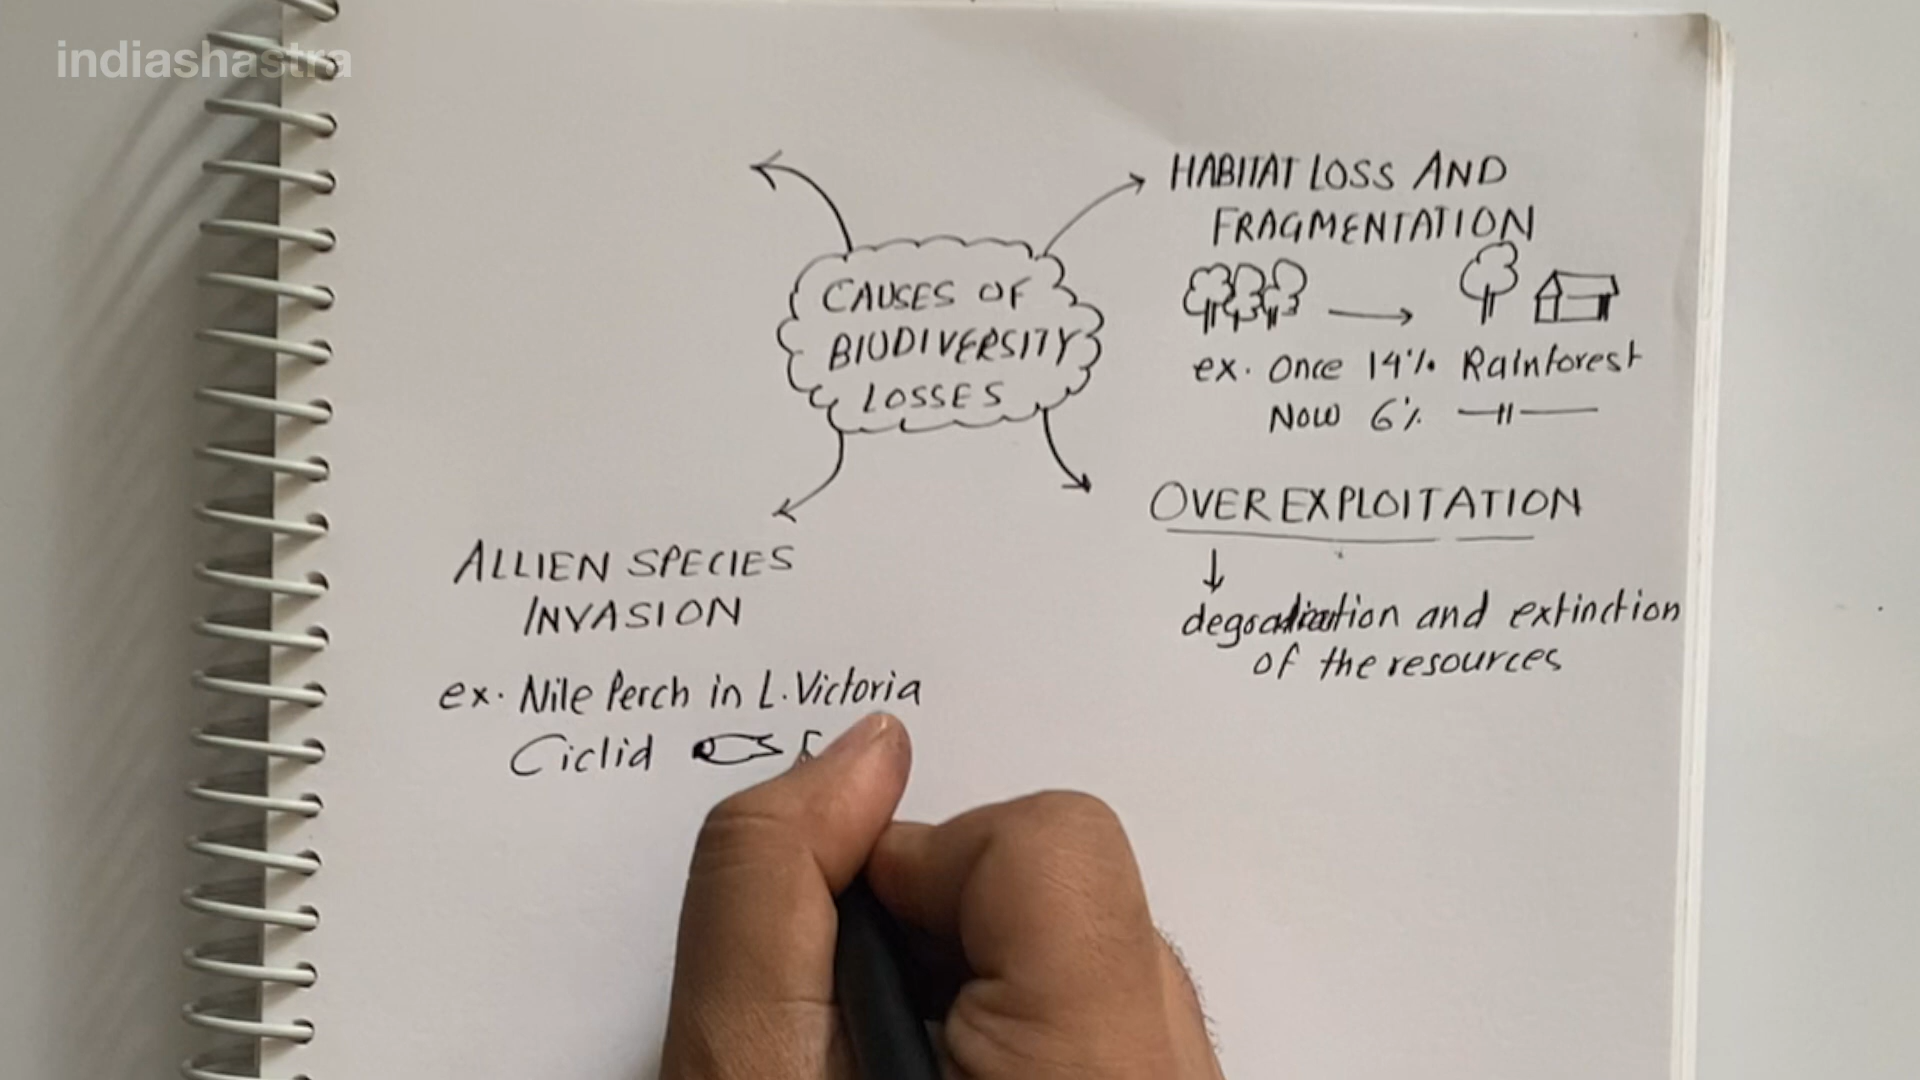 indiashastra
CAUSES OF
BIODIVERSITY
LOSSES
HABITAT LOSS AND
FRAGMENTATION
ex. Once 14% Rainforest
Now 6% —11—
OVER EXPLOITATION
degradation and extinction
of the resources
ALLIEN SPECIES
INVASION
ex. Nile Perch in L. Victoria
Ciclid